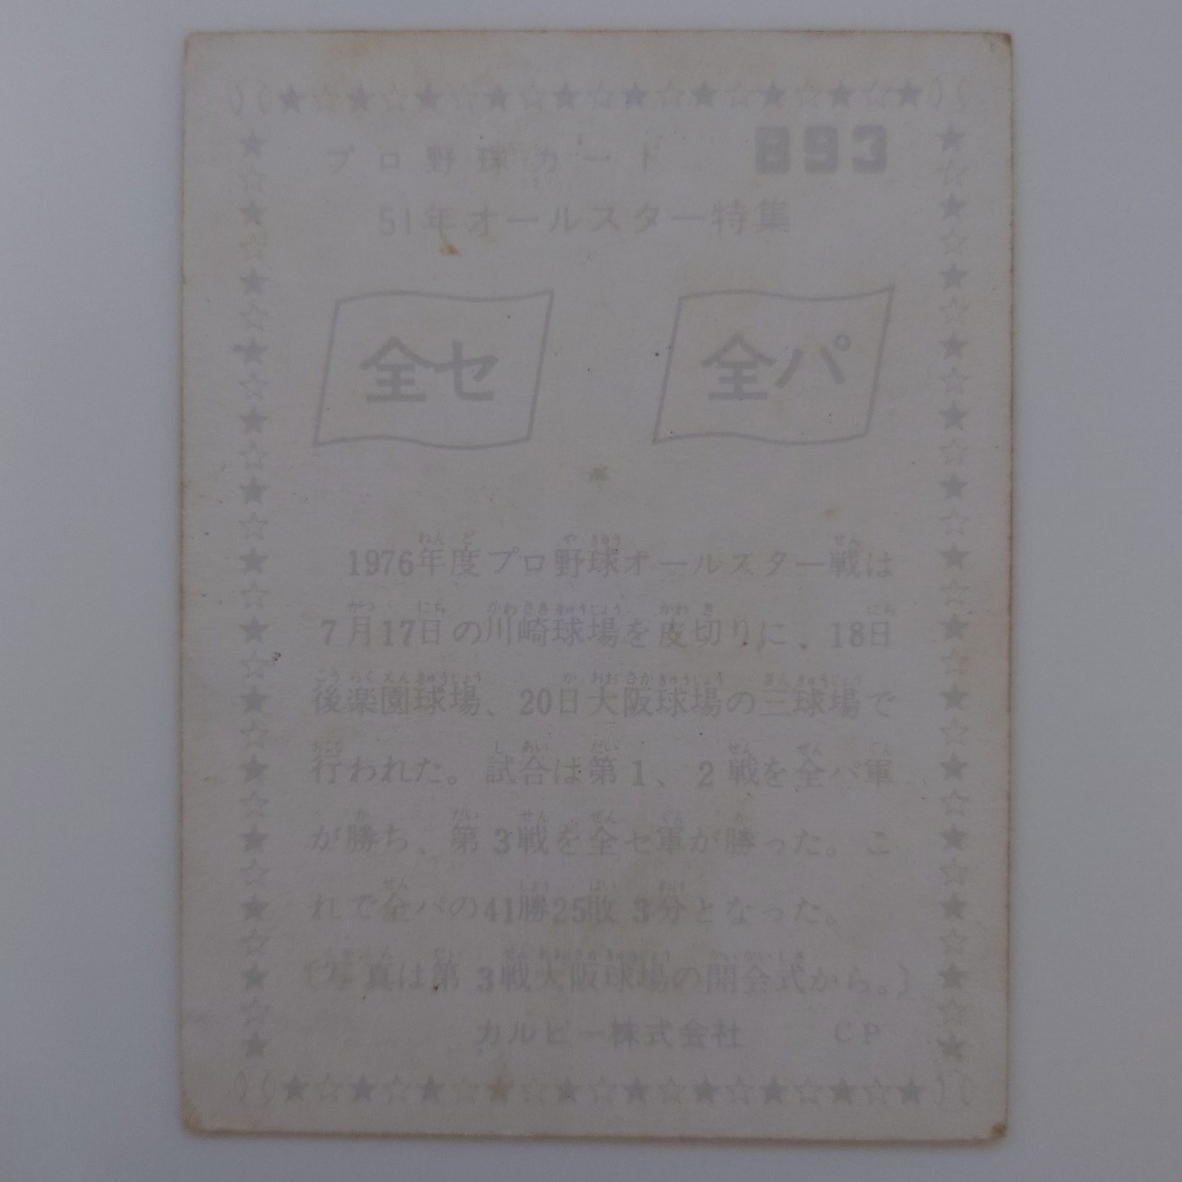 プロ野球カード 893
51年オールスター特集
全セ 全パ
1976年度プロ野球オールスター戦は
7月17日の川崎球場を皮切りに、18日
後楽園球場、20日大阪球場の三球場で
行われた。試合は第1、2戦を全パ軍
が勝ち、第3戦を全セ軍が勝った。こ
れで全パの41勝25敗3分となった。
(写真は第3戦大阪球場の開会式から。)
カルビー株式会社 CP